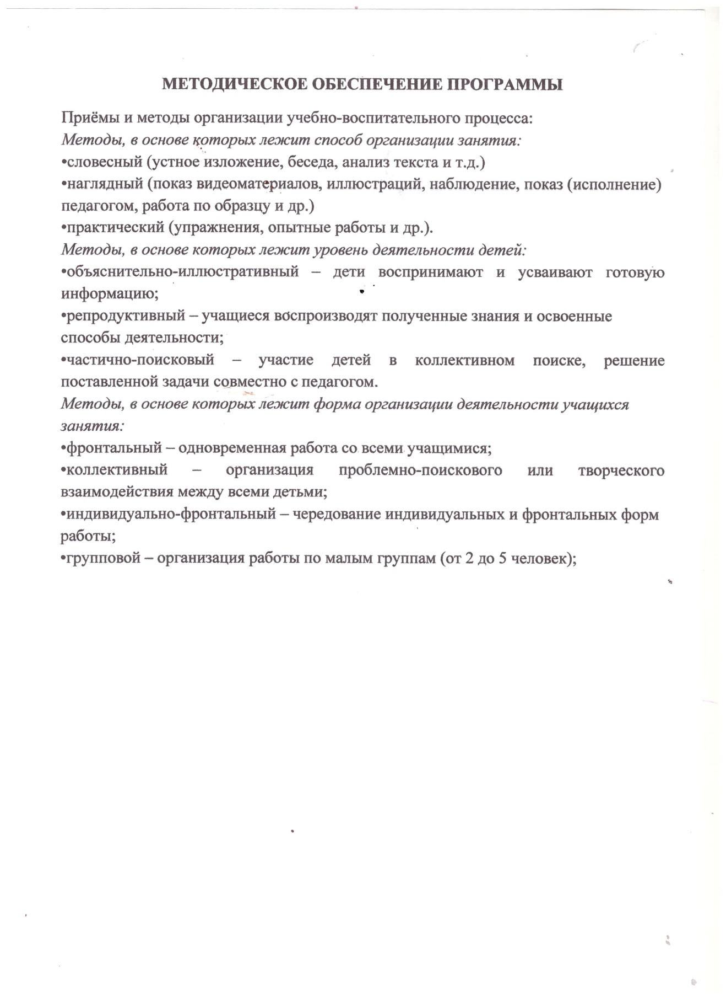 МЕТОДИЧЕСКОЕ ОБЕСПЕЧЕНИЕ ПРОГРАММЫ
Приёмы и методы организации учебно-воспитательного процесса:
Методы, в основе которых лежит способ организации занятия:
•словесный (устное изложение, беседа, анализ текста и т.д.)
•наглядный (показ видеоматериалов, иллюстраций, наблюдение, показ (исполнение)
педагогом, работа по образцу и др.)
•практический (упражнения, опытные работы и др.).
Методы, в основе которых лежит уровень деятельности детей:
•объяснительно-иллюстративный – дети воспринимают и усваивают готовую
информацию;
•репродуктивный – учащиеся воспроизводят полученные знания и освоенные
способы деятельности;
•частично-поисковый – участие детей в коллективном поиске, решение
поставленной задачи совместно с педагогом.
Методы, в основе которых лежит форма организации деятельности учащихся
занятия:
•фронтальный – одновременная работа со всеми учащимися;
•коллективный – организация проблемно-поискового или творческого
взаимодействия между всеми детьми;
•индивидуально-фронтальный – чередование индивидуальных и фронтальных форм
работы;
•групповой – организация работы по малым группам (от 2 до 5 человек);